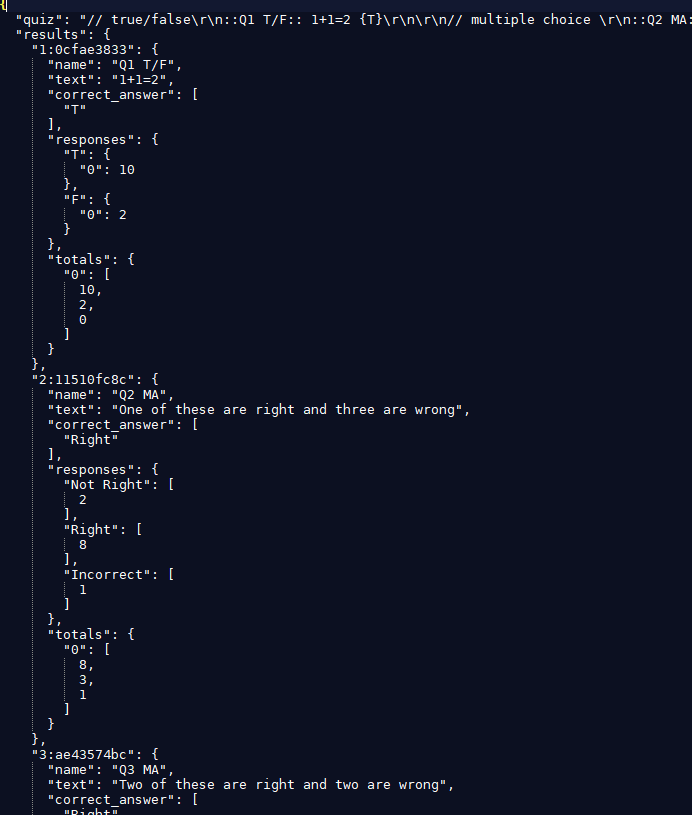 {
"quiz": "// true/false\r\n::Q1 T/F:: 1+1=2 {T}\r\n\r\n// multiple choice \r\n::Q2 MA:
"results": {
"1:0cfae3833": {
"name": "Q1 T/F",
"text": "1+1=2",
"correct_answer": [
"T"
],
"responses": {
"T": {
"0": 10
},
"F": {
"0": 2
}
},
"totals": {
"0": [
10,
2,
0
]
}
},
"2:11510fc8c": {
"name": "Q2 MA",
"text": "One of these are right and three are wrong",
"correct_answer": [
"Right"
],
"responses": {
"Not Right": [
2
],
"Right": [
8
],
"Incorrect": [
1
]
},
"totals": {
"0": [
8,
3,
1
]
}
},
"3:ae43574bc": {
"name": "Q3 MA",
"text": "Two of these are right and two are wrong",
"correct_answer": [
"Right"